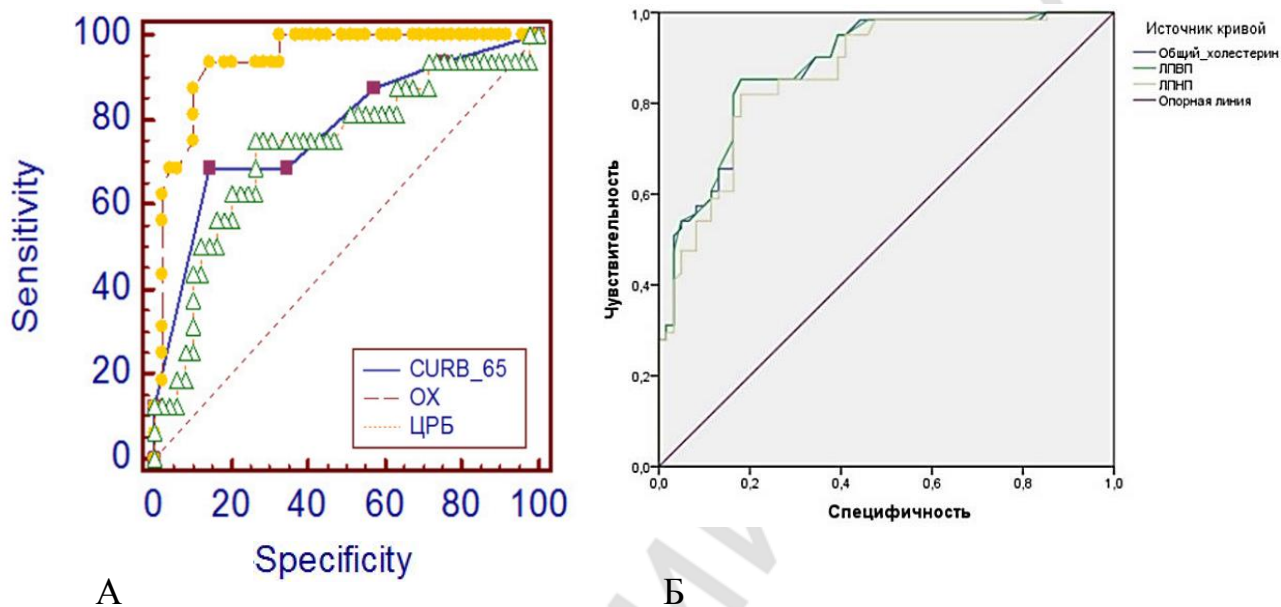 100
80
60
40
20
0
Sensitivity
CURB_65
ОХ
ЦРБ
0 20 40 60 80 100
Specificity
А
1,0
0,8
0,6
0,4
0,2
0,0
Чувствительность
0,0 0,2 0,4 0,6 0,8 1,0
Специфичность
Источник кривой
Общий_холестерин
ЛПВП
ЛПНП
Опорная линия
Б